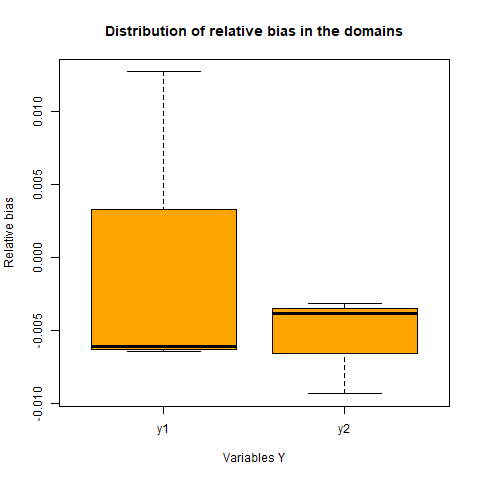 Distribution of relative bias in the domains
Relative bias
0.010
0.005
0.000
-0.005
-0.010
y1
y2
Variables Y